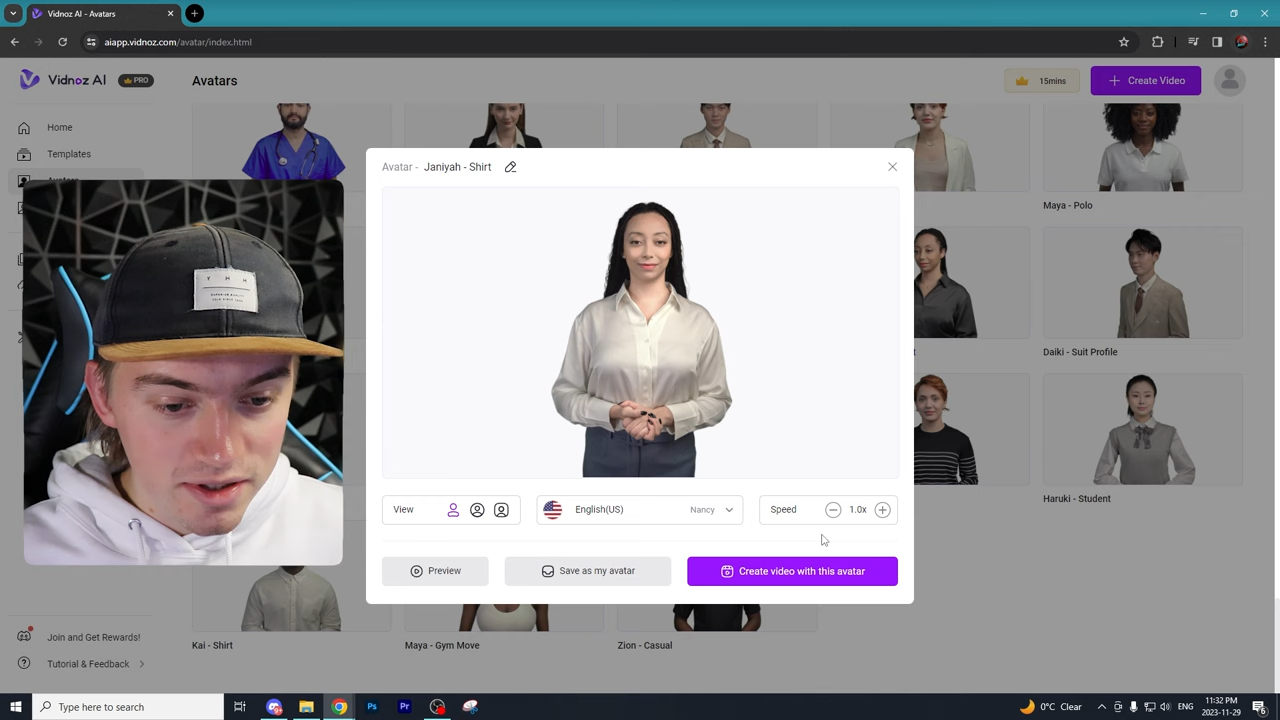 Vidnoz AI - Avatars
aiapp.vidnoz.com/avatar/index.html
Vidnoz AI
PRO
Avatars
15mins
Create Video
Home
Templates
Avatar - Janiyah - Shirt
Maya - Polo
Y H H
Daiki - Suit Profile
Haruki - Student
View
English(US)
Nancy
Speed
1.0x
Preview
Save as my avatar
Create video with this avatar
Kai - Shirt
Maya - Gym Move
Zion - Casual
Join and Get Rewards!
Tutorial & Feedback
Type here to search
Ps
Pr
0°C Clear
ENG
11:32 PM
2023-11-29
6